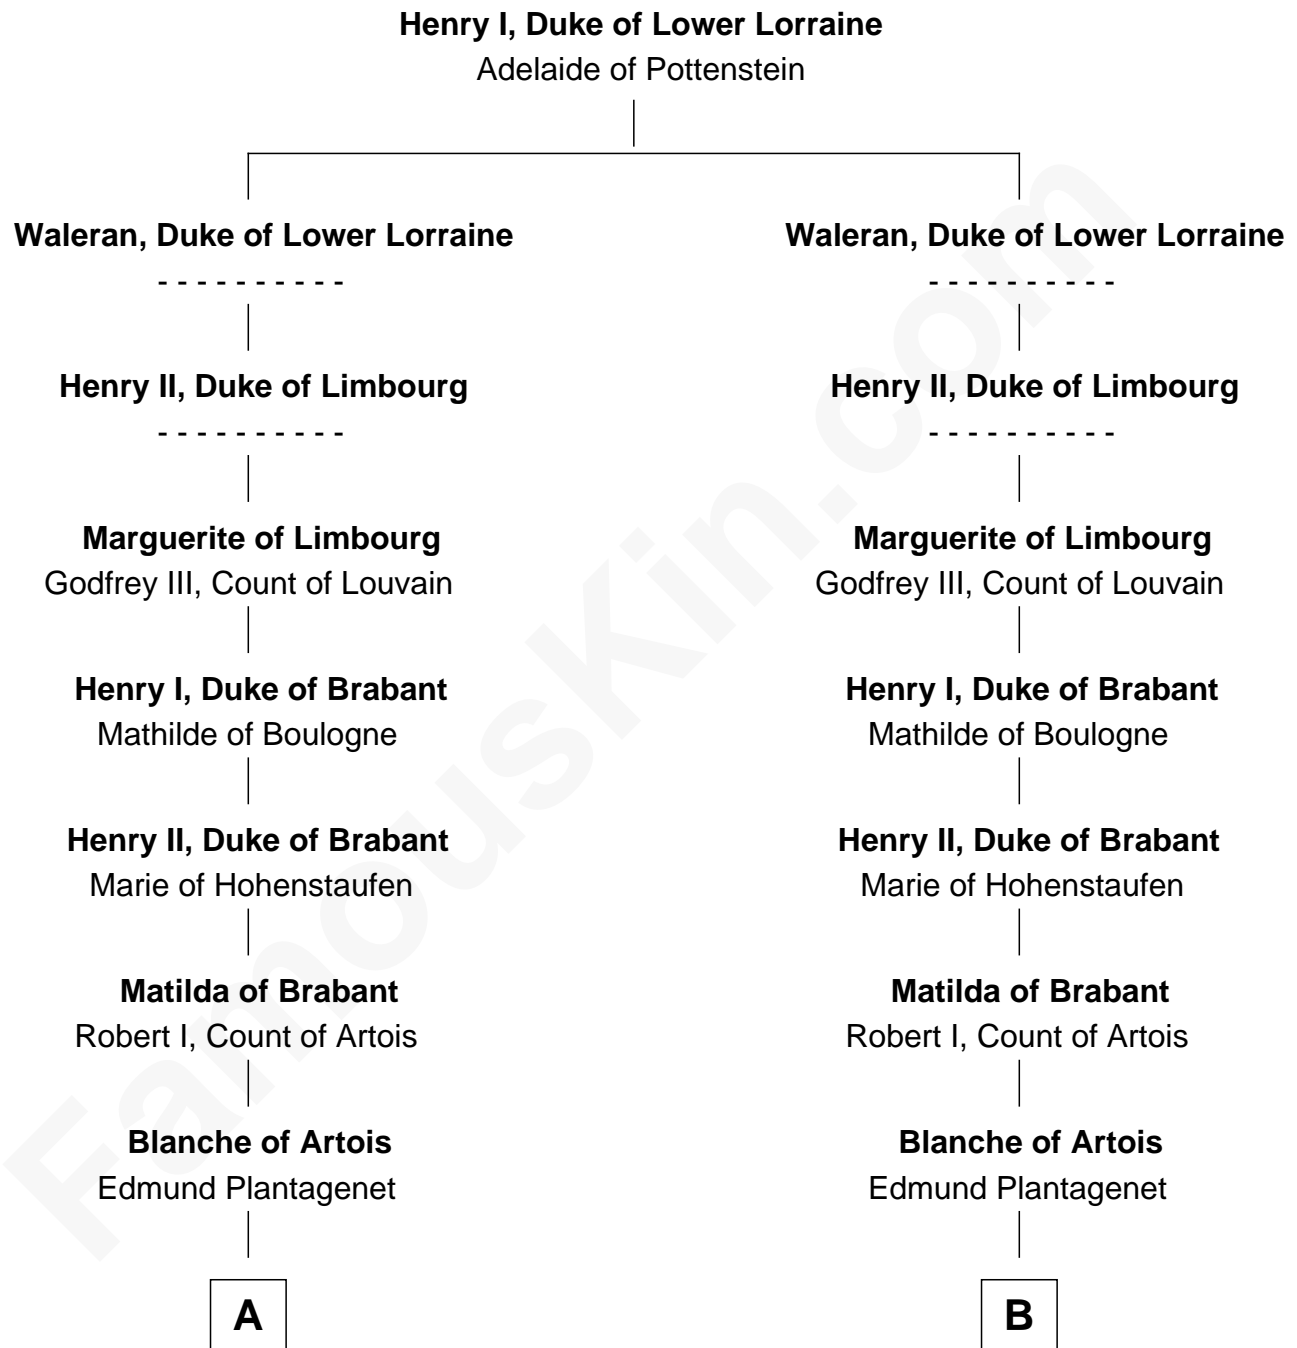 Henry I, Duke of Lower Lorraine
Adelaide of Pottenstein
Waleran, Duke of Lower Lorraine
Waleran, Duke of Lower Lorraine
- - - - - - - - - -
- - - - - - - - - -
Henry II, Duke of Limbourg
Henry II, Duke of Limbourg
- - - - - - - - - -
- - - - - - - - - -
Marguerite of Limbourg
Marguerite of Limbourg
Godfrey III, Count of Louvain
Godfrey III, Count of Louvain
Henry I, Duke of Brabant
Henry I, Duke of Brabant
Mathilde of Boulogne
Mathilde of Boulogne
Henry II, Duke of Brabant
Henry II, Duke of Brabant
Marie of Hohenstaufen
Marie of Hohenstaufen
Matilda of Brabant
Matilda of Brabant
Robert I, Count of Artois
Robert I, Count of Artois
Blanche of Artois
Blanche of Artois
Edmund Plantagenet
Edmund Plantagenet
A
B
FamousKin.com